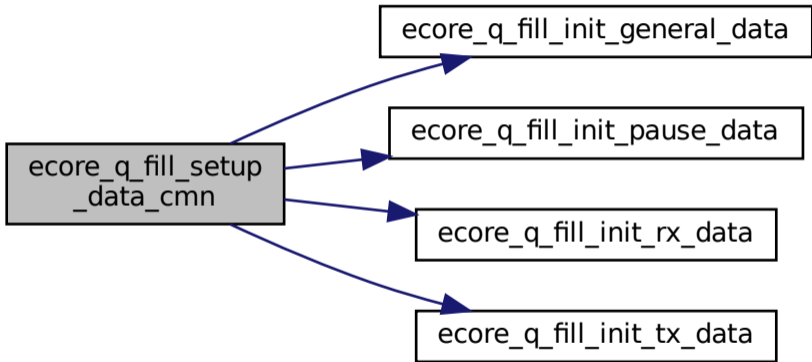 ecore_q_fill_init_general_data
ecore_q_fill_init_pause_data
ecore_q_fill_setup
_data_cmn
ecore_q_fill_init_rx_data
ecore_q_fill_init_tx_data